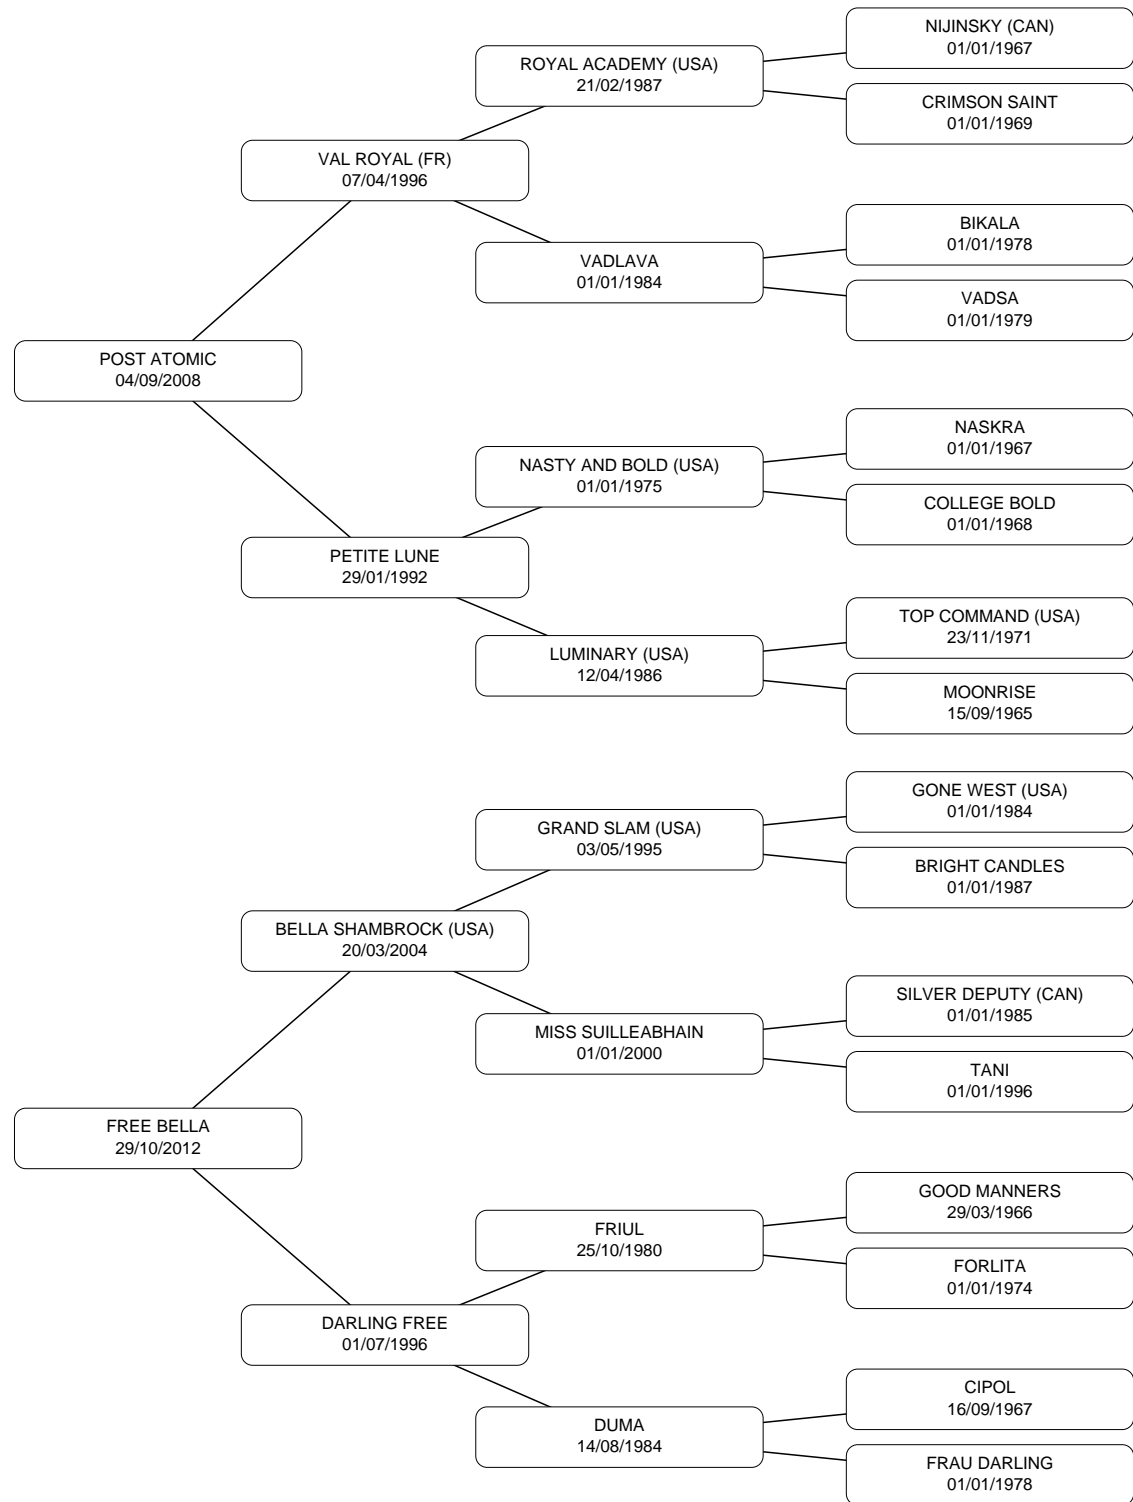 NIJINSKY (CAN)
01/01/1967
ROYAL ACADEMY (USA)
21/02/1987
CRIMSON SAINT
01/01/1969
VAL ROYAL (FR)
07/04/1996
BIKALA
01/01/1978
VADLAVA
01/01/1984
VADSA
01/01/1979
POST ATOMIC
04/09/2008
NASKRA
01/01/1967
NASTY AND BOLD (USA)
01/01/1975
COLLEGE BOLD
01/01/1968
PETITE LUNE
29/01/1992
TOP COMMAND (USA)
23/11/1971
LUMINARY (USA)
12/04/1986
MOONRISE
15/09/1965
GONE WEST (USA)
01/01/1984
GRAND SLAM (USA)
03/05/1995
BRIGHT CANDLES
01/01/1987
BELLA SHAMBROCK (USA)
20/03/2004
SILVER DEPUTY (CAN)
01/01/1985
MISS SUILLEABHAIN
01/01/2000
TANI
01/01/1996
FREE BELLA
29/10/2012
GOOD MANNERS
29/03/1966
FRIUL
25/10/1980
FORLITA
01/01/1974
DARLING FREE
01/07/1996
CIPOL
16/09/1967
DUMA
14/08/1984
FRAU DARLING
01/01/1978